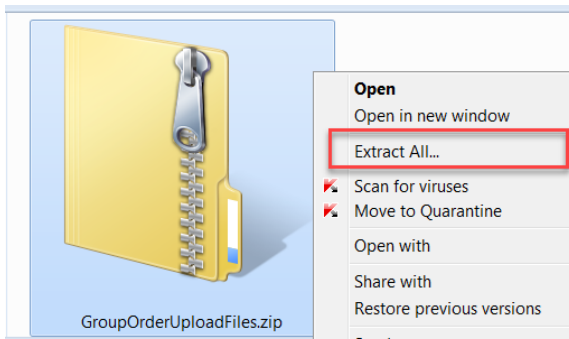 Open
Open in new window
Extract All...
Scan for viruses
Move to Quarantine
Open with
Share with
Restore previous versions
GroupOrderUploadFiles.zip